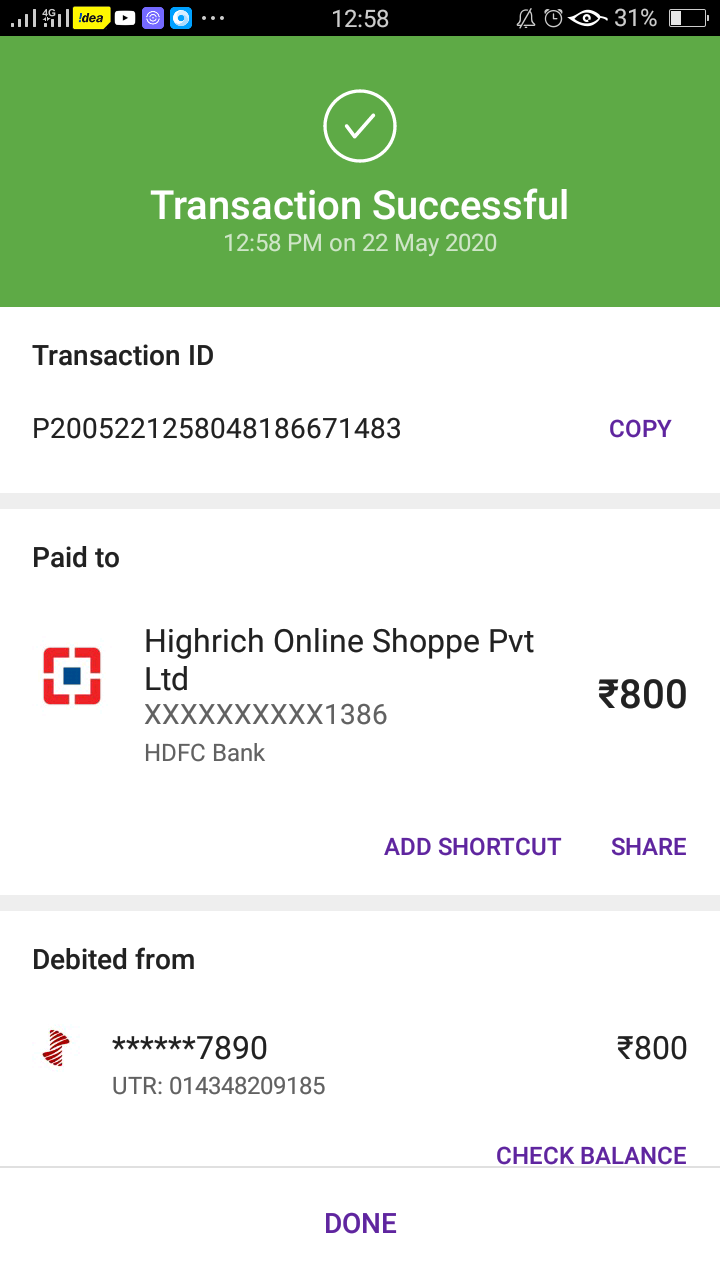 4G !dea 12:58 31%
Transaction Successful
12:58 PM on 22 May 2020
Transaction ID
P2005221258048186671483 COPY
Paid to
Highrich Online Shoppe Pvt
Ltd
₹800
XXXXXXXXXX1386
HDFC Bank
ADD SHORTCUT SHARE
Debited from
******7890 ₹800
UTR: 014348209185
CHECK BALANCE
DONE